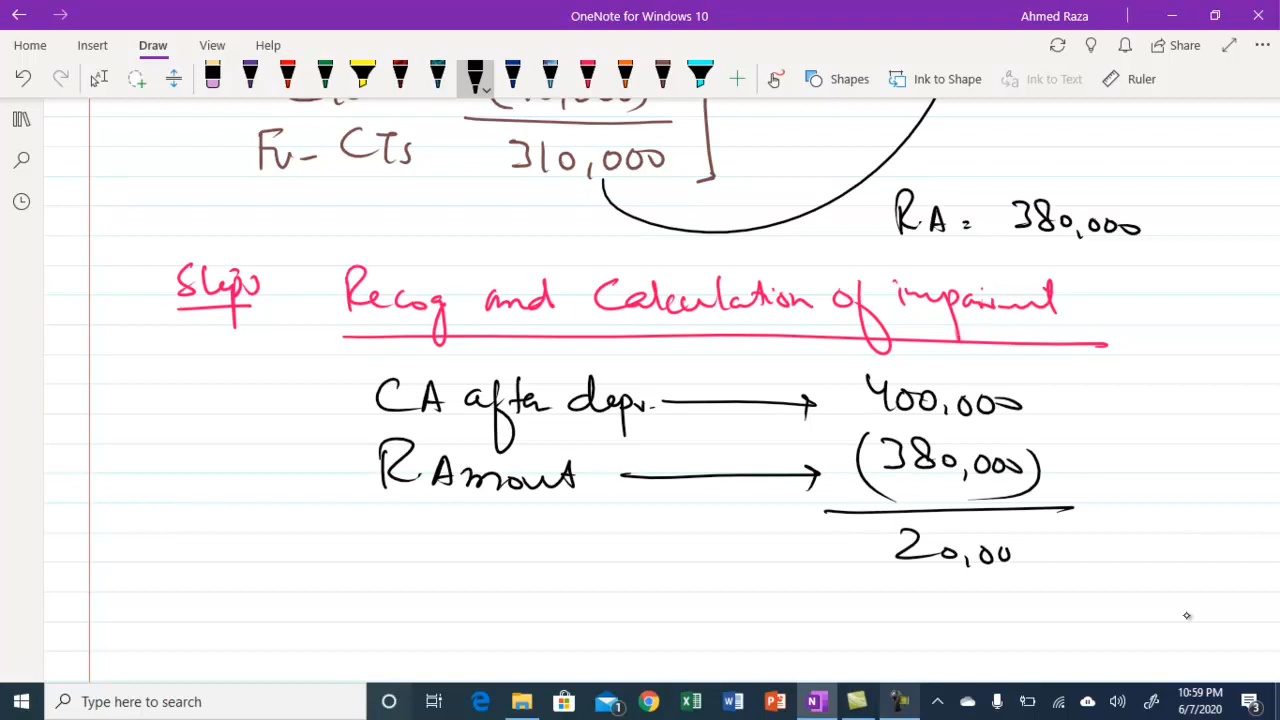 OneNote for Windows 10
Ahmed Raza
Home Insert Draw View Help
Share
Shapes Ink to Shape Ink to Text Ruler
Fv- CTs 310,000
RA = 380,000
Step Recog and Calculation of impairment
CA after depr. 400,000
R Amout (380,000)
20,00
Type here to search
10:59 PM
6/7/2020